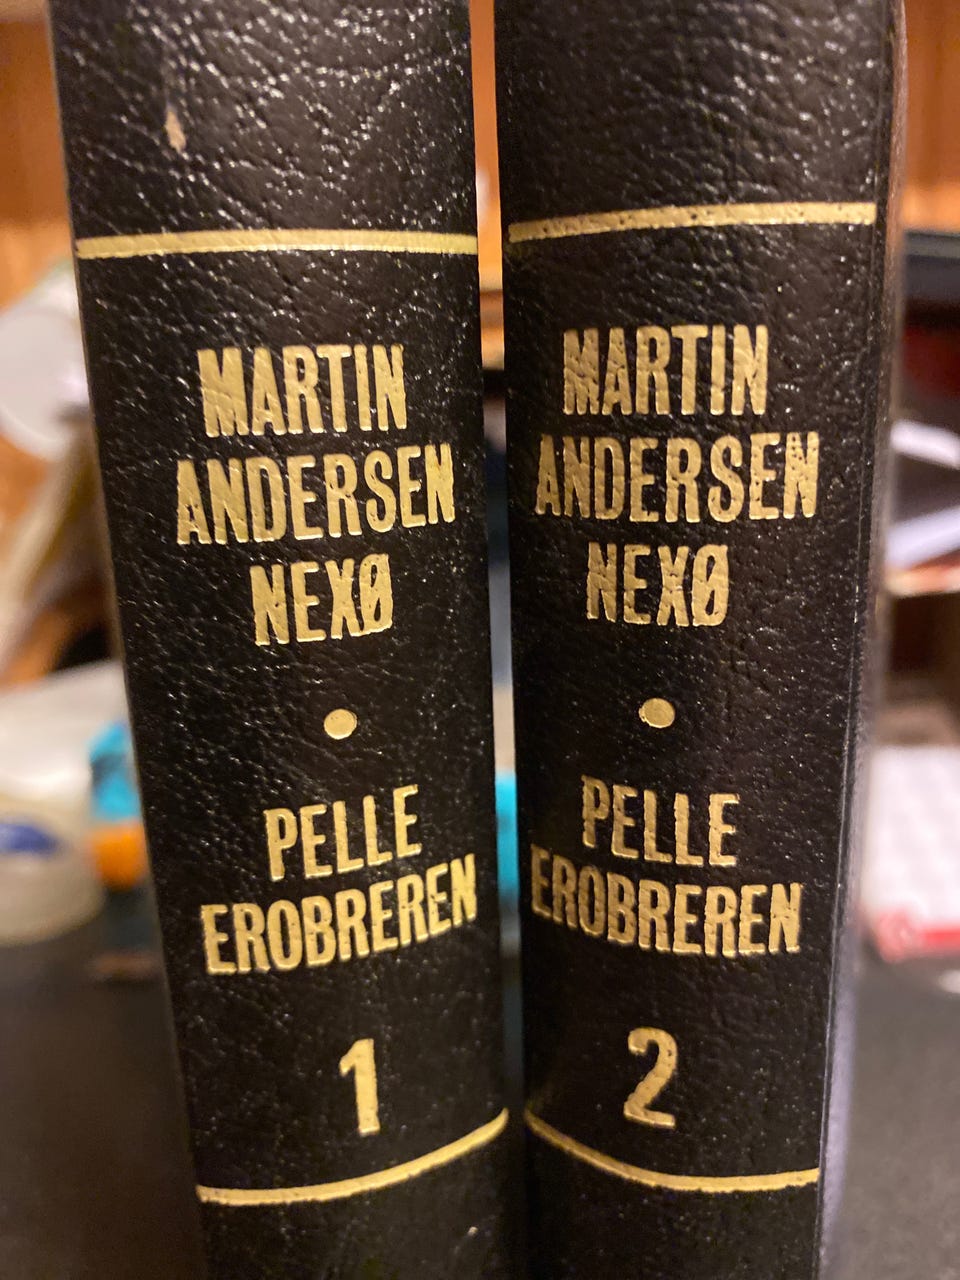 MARTIN
ANDERSEN
NEXØ
PELLE
EROBREREN
1
MARTIN
ANDERSEN
NEXØ
PELLE
EROBREREN
2